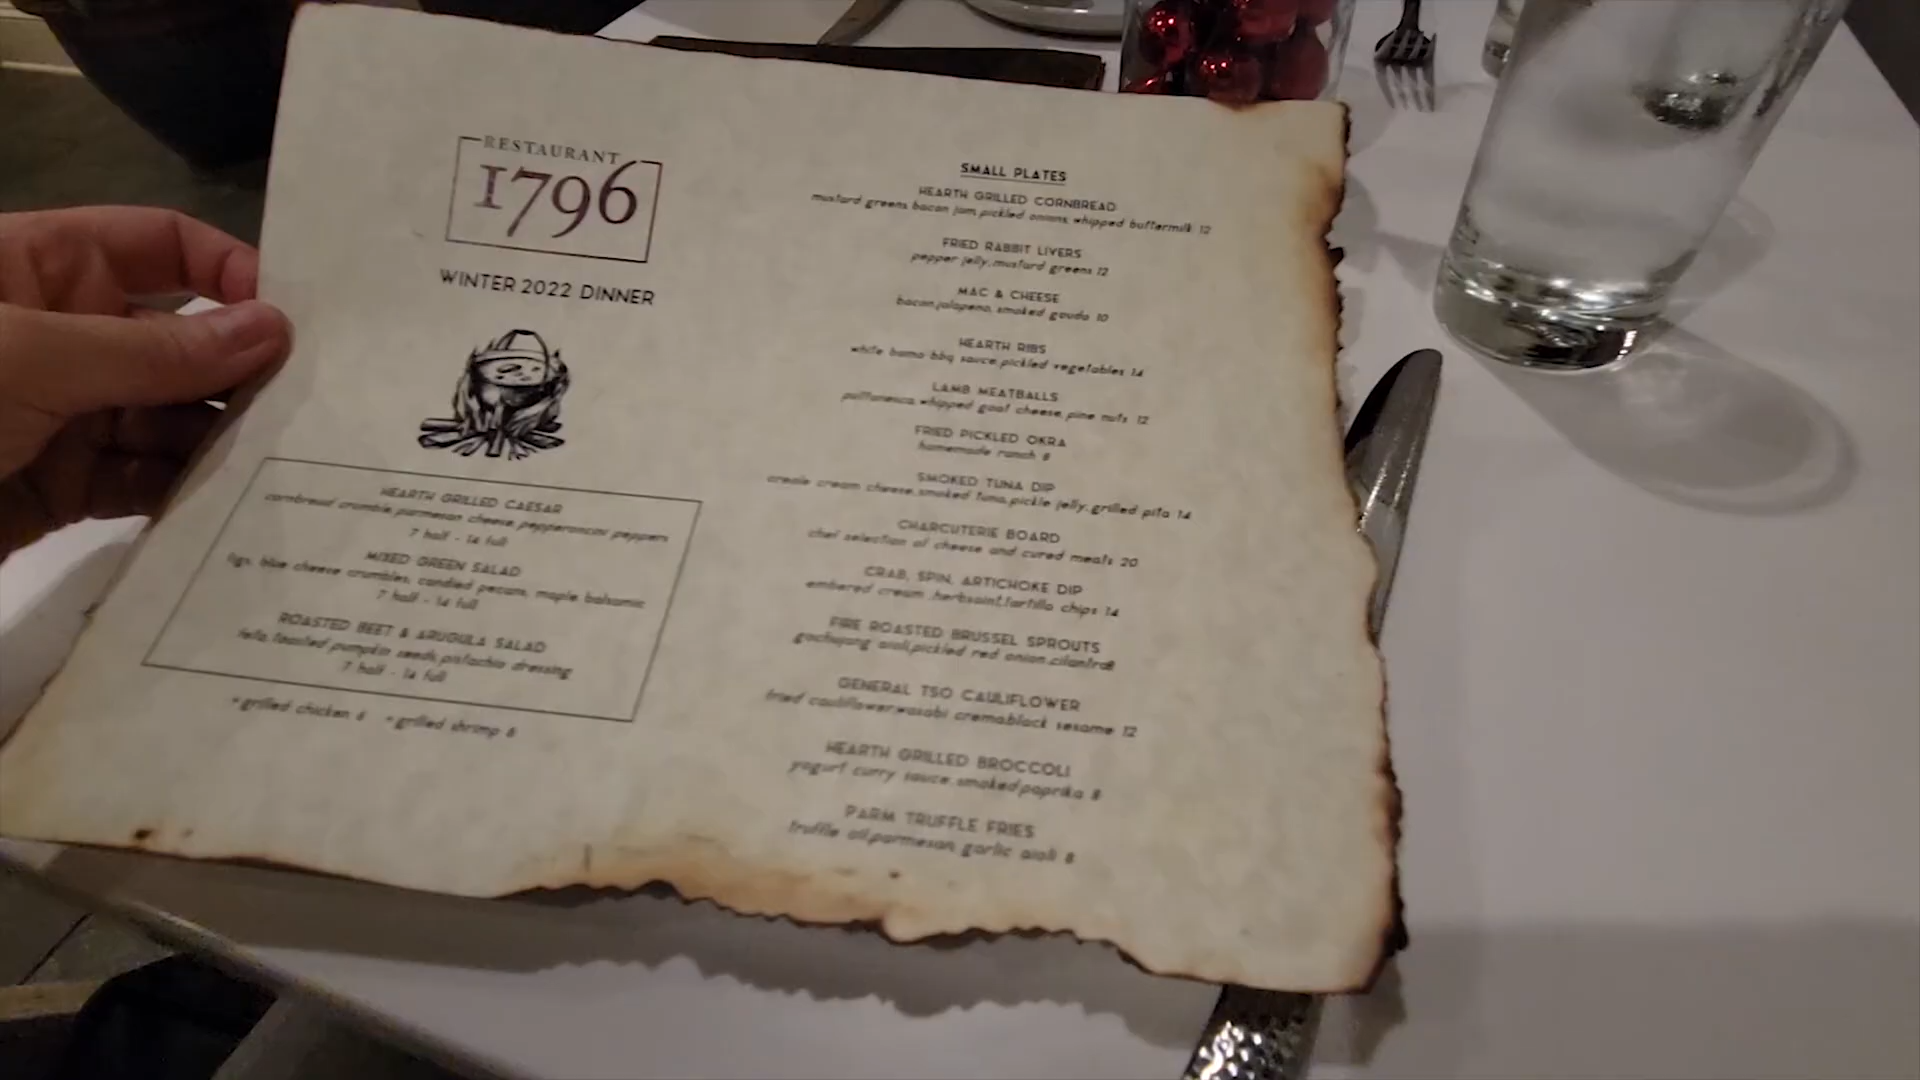 RESTAURANT
1796
WINTER 2022 DINNER
HEARTH GRILLED CAESAR
cornbread crumble, parmesan cheese, pepperoncini peppers
7 half - 14 full
MIXED GREEN SALAD
figs, blue cheese crumbles, candied pecans, maple balsamic
7 half - 14 full
ROASTED BEET & ARUGULA SALAD
feta, toasted pumpkin seeds, pistachio dressing
7 half - 14 full
+ grilled chicken 6 + grilled shrimp 8
SMALL PLATES
HEARTH GRILLED CORNBREAD
mustard greens, bacon jam, pickled onions, whipped buttermilk 12
FRIED RABBIT LIVERS
pepper jelly, mustard greens 12
MAC & CHEESE
bacon, jalapeno, smoked gouda 10
HEARTH RIBS
white bama bbq sauce, pickled vegetables 14
LAMB MEATBALLS
puttanesca, whipped goat cheese, pine nuts 12
FRIED PICKLED OKRA
homemade ranch 8
SMOKED TUNA DIP
creole cream cheese, smoked tuna, pickle jelly, grilled pita 14
CHARCUTERIE BOARD
chef selection of cheese and cured meats 20
CRAB, SPIN, ARTICHOKE DIP
embered cream, herbsaint, tortilla chips 14
FIRE ROASTED BRUSSEL SPROUTS
gochujang aioli, pickled red onion, cilantro8
GENERAL TSO CAULIFLOWER
fried cauliflower, wasabi crema, black sesame 12
HEARTH GRILLED BROCCOLI
yogurt curry sauce, smoked paprika 8
PARM TRUFFLE FRIES
truffle oil, parmesan, garlic aioli 8